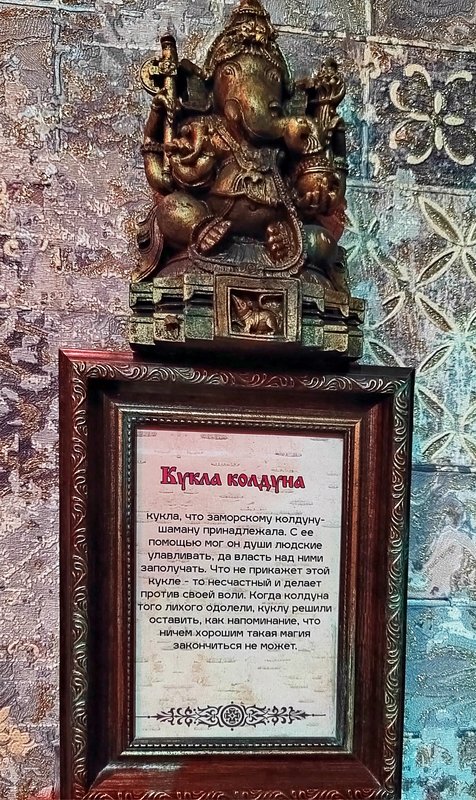 Кукла колдуна
кукла, что заморскому колдуну-
шаману принадлежала. С ее
помощью мог он души людские
улавливать, да власть над ними
заполучать. Что не прикажет этой
кукле - то несчастный и делает
против своей воли. Когда колдуна
того лихого одолели, куклу решили
оставить, как напоминание, что
ничем хорошим такая магия
закончиться не может.